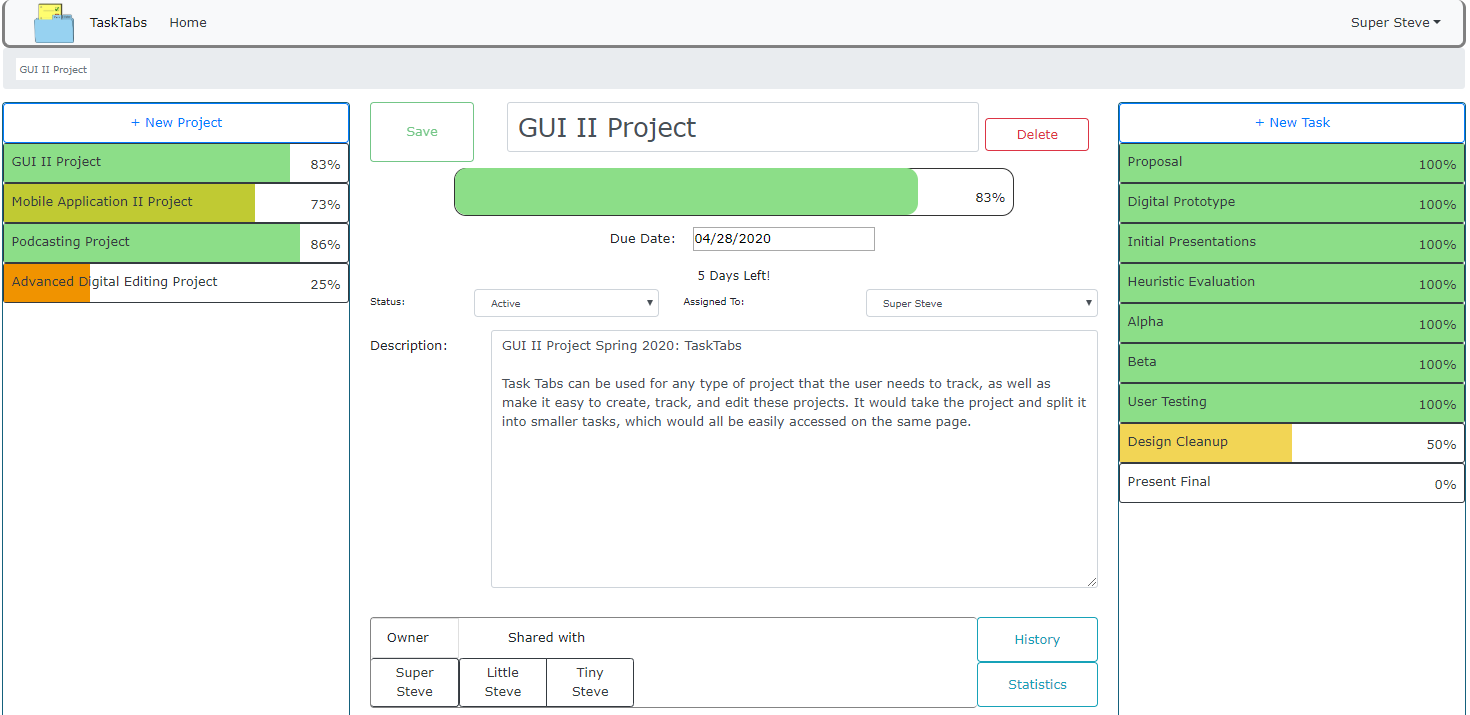 TaskTabs Home Super Steve
GUI II Project
+ New Project
GUI II Project 83%
Mobile Application II Project 73%
Podcasting Project 86%
Advanced Digital Editing Project 25%
Save GUI II Project Delete
83%
Due Date: 04/28/2020
5 Days Left!
Status: Active Assigned To: Super Steve
Description:
GUI II Project Spring 2020: TaskTabs
Task Tabs can be used for any type of project that the user needs to track, as well as
make it easy to create, track, and edit these projects. It would take the project and split it
into smaller tasks, which would all be easily accessed on the same page.
Owner Shared with
Super
Steve
Little
Steve
Tiny
Steve
History
Statistics
+ New Task
Proposal 100%
Digital Prototype 100%
Initial Presentations 100%
Heuristic Evaluation 100%
Alpha 100%
Beta 100%
User Testing 100%
Design Cleanup 50%
Present Final 0%